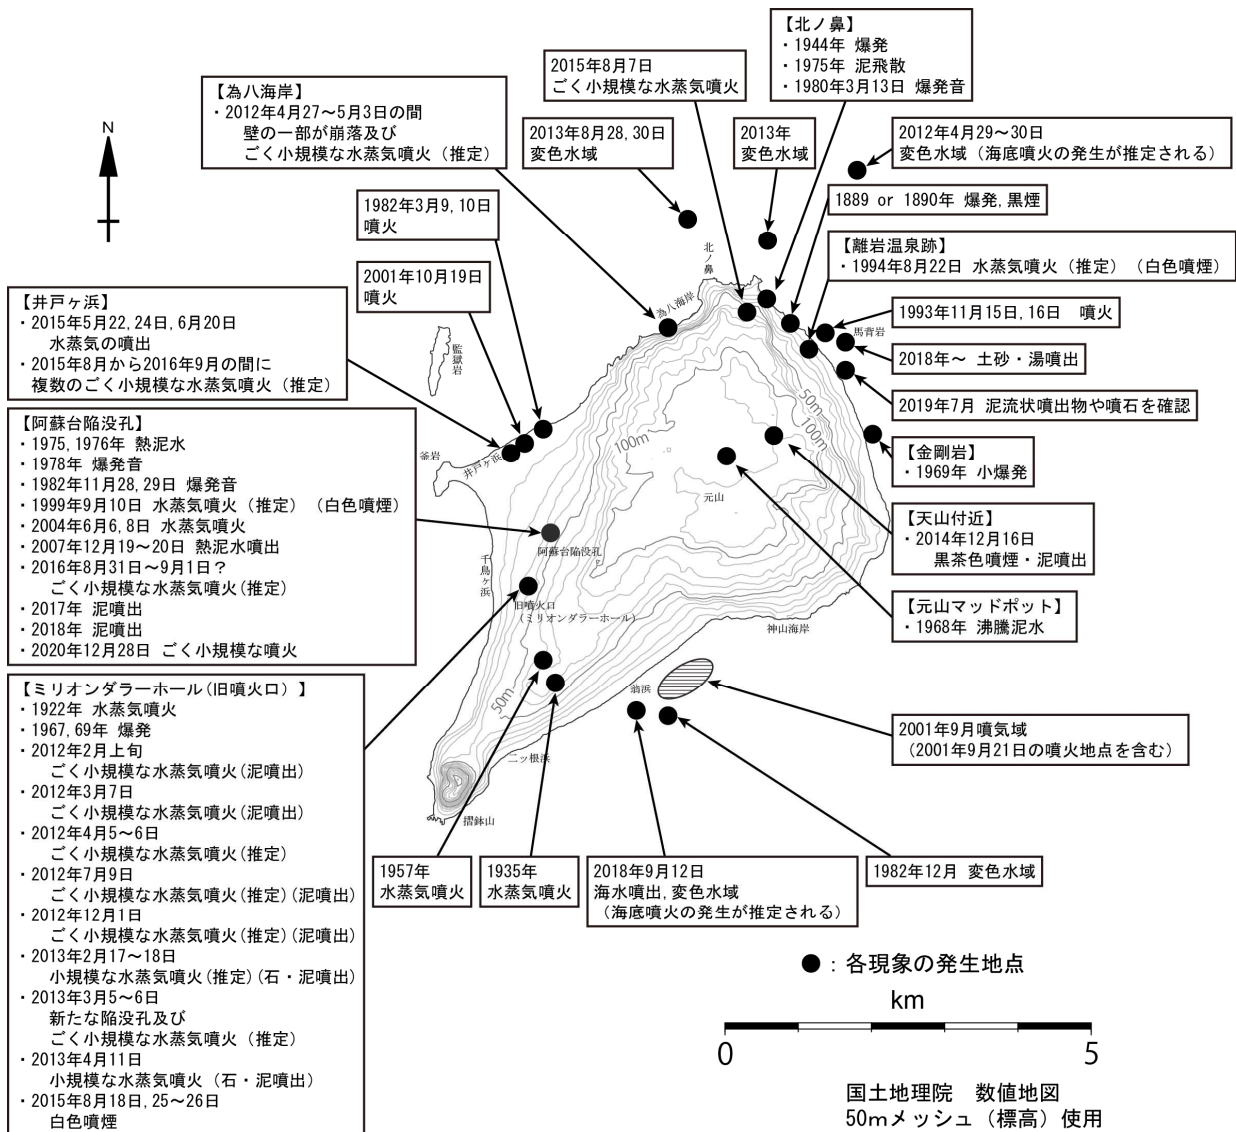 【北ノ鼻】
・1944年 爆発
・1975年 泥飛散
・1980年3月13日 爆発音
2015年8月7日
ごく小規模な水蒸気噴火
【為八海岸】
・2012年4月27～5月3日の間
壁の一部が崩落及び
ごく小規模な水蒸気噴火（推定）
2013年8月28,30日
変色水域
2013年
変色水域
2012年4月29～30日
変色水域（海底噴火の発生が推定される）
N
1982年3月9,10日
噴火
1889 or 1890年 爆発,黒煙
【離岩温泉跡】
・1994年8月22日 水蒸気噴火（推定）（白色噴煙）
北ノ鼻
2001年10月19日
噴火
為八海岸
【井戸ヶ浜】
・2015年5月22,24日,6月20日
水蒸気の噴出
・2015年8月から2016年9月の間に
複数のごく小規模な水蒸気噴火（推定）
1993年11月15日,16日　噴火
馬背岩
2018年～ 土砂・湯噴出
監獄岩
2019年7月 泥流状噴出物や噴石を確認
50m
100m
100m
【阿蘇台陥没孔】
・1975,1976年 熱泥水
・1978年 爆発音
・1982年11月28,29日 爆発音
・1999年9月10日 水蒸気噴火（推定）（白色噴煙）
・2004年6月6,8日 水蒸気噴火
・2007年12月19～20日 熱泥水噴出
・2016年8月31日～9月1日？
ごく小規模な水蒸気噴火(推定)
・2017年 泥噴出
・2018年 泥噴出
・2020年12月28日 ごく小規模な噴火
釜岩
井戸ヶ浜
【金剛岩】
・1969年 小爆発
元山
【天山付近】
・2014年12月16日
黒茶色噴煙・泥噴出
阿蘇台陥没孔
千鳥ヶ浜
旧噴火口
（ミリオンダラーホール）
【元山マッドポット】
・1968年 沸騰泥水
神山海岸
【ミリオンダラーホール(旧噴火口）】
・1922年 水蒸気噴火
・1967,69年 爆発
・2012年2月上旬
ごく小規模な水蒸気噴火(泥噴出)
・2012年3月7日
ごく小規模な水蒸気噴火(泥噴出)
・2012年4月5～6日
ごく小規模な水蒸気噴火(推定)
・2012年7月9日
ごく小規模な水蒸気噴火(推定)(泥噴出)
・2012年12月1日
ごく小規模な水蒸気噴火(推定)(泥噴出)
・2013年2月17～18日
小規模な水蒸気噴火(推定)(石・泥噴出)
・2013年3月5～6日
新たな陥没孔及び
ごく小規模な水蒸気噴火（推定）
・2013年4月11日
小規模な水蒸気噴火（石・泥噴出）
・2015年8月18日,25～26日
白色噴煙
50m
翁浜
2001年9月噴気域
（2001年9月21日の噴火地点を含む）
二ッ根浜
摺鉢山
1957年
水蒸気噴火
1935年
水蒸気噴火
2018年9月12日
海水噴出,変色水域
（海底噴火の発生が推定される）
1982年12月 変色水域
●：各現象の発生地点
km
0
5
国土地理院　数値地図
50mメッシュ（標高）使用